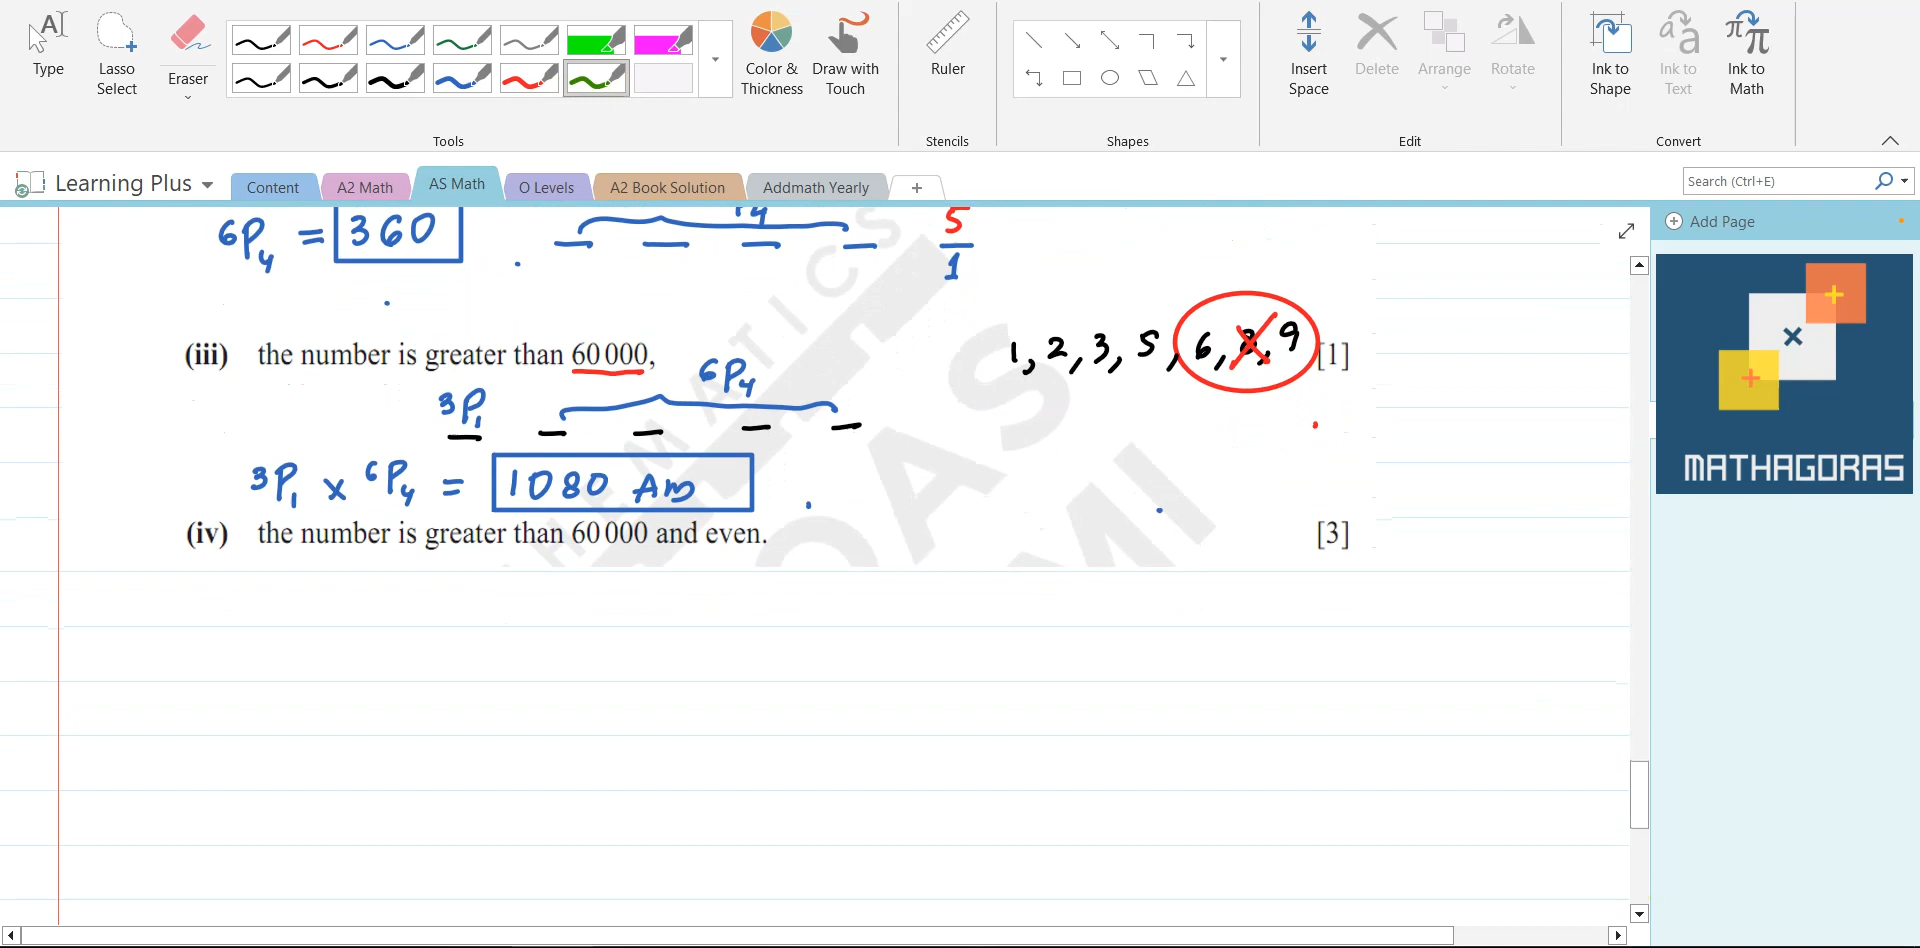 Type
Lasso Select
Eraser
Color & Thickness
Draw with Touch
Ruler
Insert Space
Delete
Arrange
Rotate
Ink to Shape
Ink to Text
Ink to Math
Tools
Stencils
Shapes
Edit
Convert
Learning Plus
Content
A2 Math
AS Math
O Levels
A2 Book Solution
Addmath Yearly
+
Search (Ctrl+E)
Add Page
6P4 = 360
5
1
1, 2, 3, 5, 6, 8, 9
(iii) the number is greater than 60 000, [1]
3P1 6P4
3P1 x 6P4 = 1080 Ans
(iv) the number is greater than 60 000 and even. [3]
MATHAGORAS